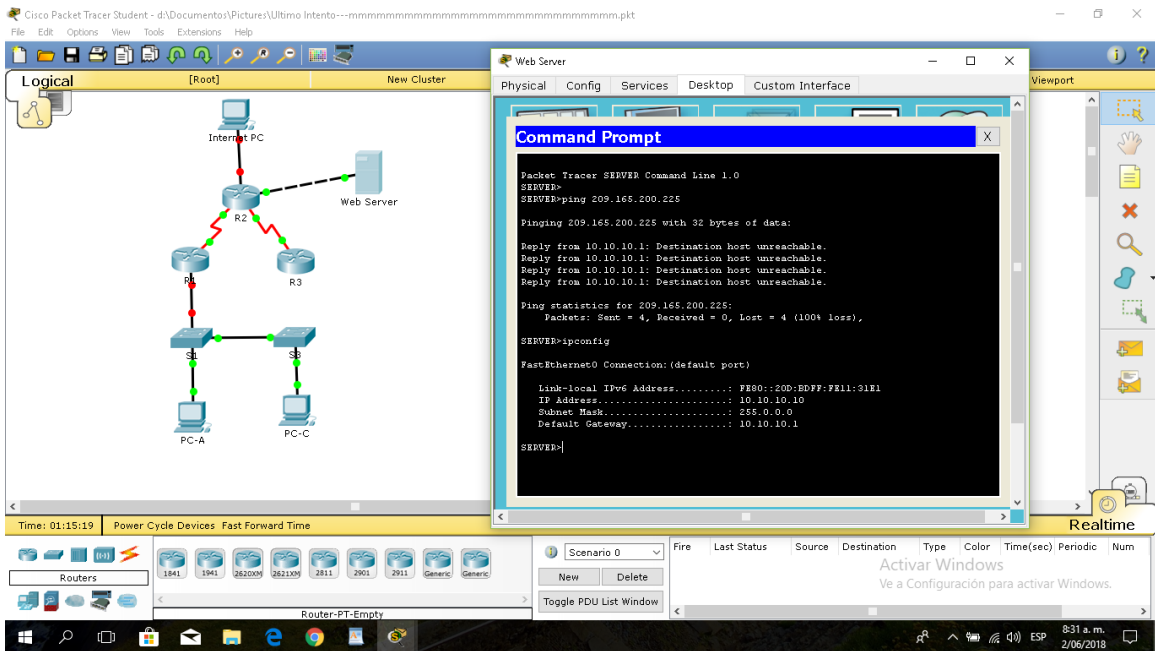 Cisco Packet Tracer Student - d:\Documentos\Pictures\Ultimo Intento---mmmmmmmmmmmmmmmmmmmmmmmmmmmmmmmmmm.pkt
File Edit Options View Tools Extensions Help
Logical [Root] New Cluster Viewport
Internet PC
R2
Web Server
R1
R3
S1
S3
PC-A
PC-C
Web Server
Physical Config Services Desktop Custom Interface
Command Prompt X
Packet Tracer SERVER Command Line 1.0
SERVER>
SERVER>ping 209.165.200.225
Pinging 209.165.200.225 with 32 bytes of data:
Reply from 10.10.10.1: Destination host unreachable.
Reply from 10.10.10.1: Destination host unreachable.
Reply from 10.10.10.1: Destination host unreachable.
Reply from 10.10.10.1: Destination host unreachable.
Ping statistics for 209.165.200.225:
Packets: Sent = 4, Received = 0, Lost = 4 (100% loss),
SERVER>ipconfig
FastEthernet0 Connection:(default port)
Link-local IPv6 Address.........: FE80::20D:BDFF:FE11:31E1
IP Address......................: 10.10.10.10
Subnet Mask.....................: 255.0.0.0
Default Gateway.................: 10.10.10.1
SERVER>
Time: 01:15:19 Power Cycle Devices Fast Forward Time Realtime
Routers
1841 1941 2620XM 2621XM 2811 2901 2911 Generic Generic
Router-PT-Empty
Scenario 0
New Delete
Toggle PDU List Window
Fire Last Status Source Destination Type Color Time(sec) Periodic Num
Activar Windows
Ve a Configuración para activar Windows.
ESP
8:31 a. m.
2/06/2018